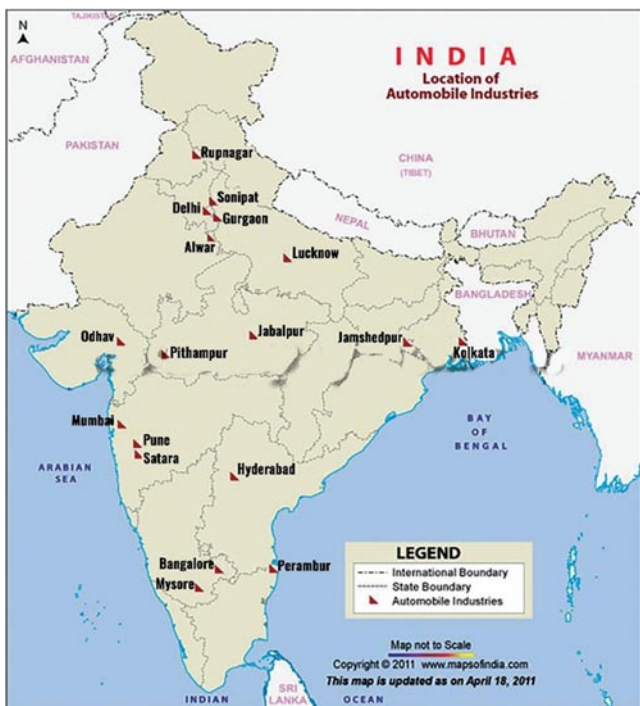 TAJIKISTAN
N
AFGHANISTAN
INDIA
Location of
Automobile Industries
PAKISTAN
Rupnagar
CHINA
(TIBET)
Sonipat
Delhi
Gurgaon
NEPAL
BHUTAN
Alwar
Lucknow
BANGLADESH
Odhav
Jabalpur
Jamshedpur
Pithampur
Kolkata
MYANMAR
Mumbai
Pune
Satara
BAY
OF
BENGAL
ARABIAN
SEA
Hyderabad
Bangalore
Perambur
Mysore
LEGEND
International Boundary
State Boundary
Automobile Industries
Map not to Scale
Copyright © 2011 www.mapsofindia.com
This map is updated as on April 18, 2011
SRI
LANKA
INDIAN
OCEAN